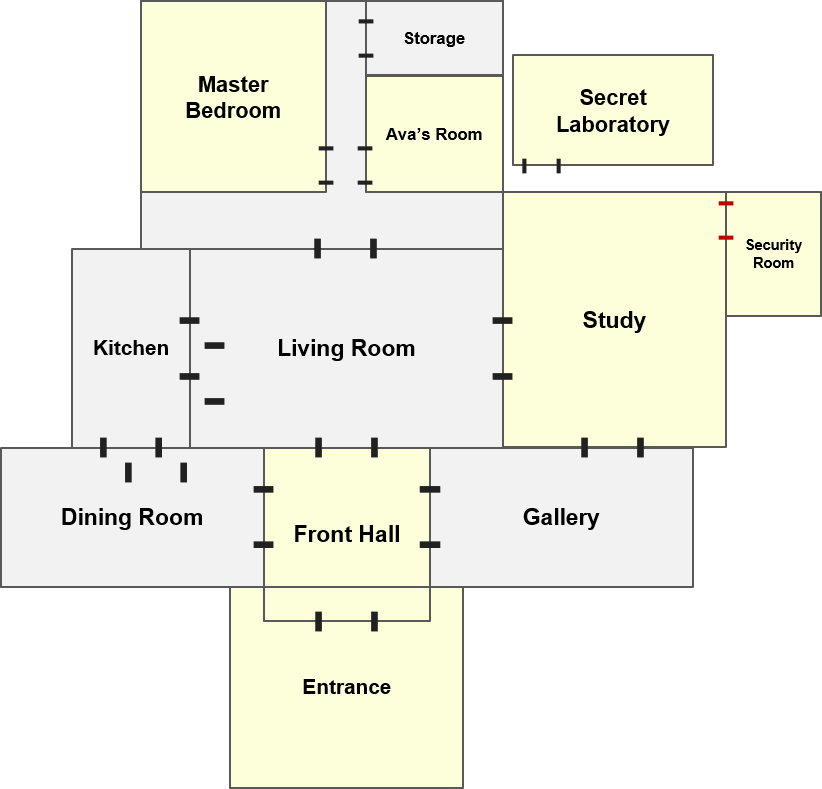 Storage
Master
Bedroom
Secret
Laboratory
Ava's Room
Security
Room
Study
Kitchen
Living Room
Dining Room
Front Hall
Gallery
Entrance